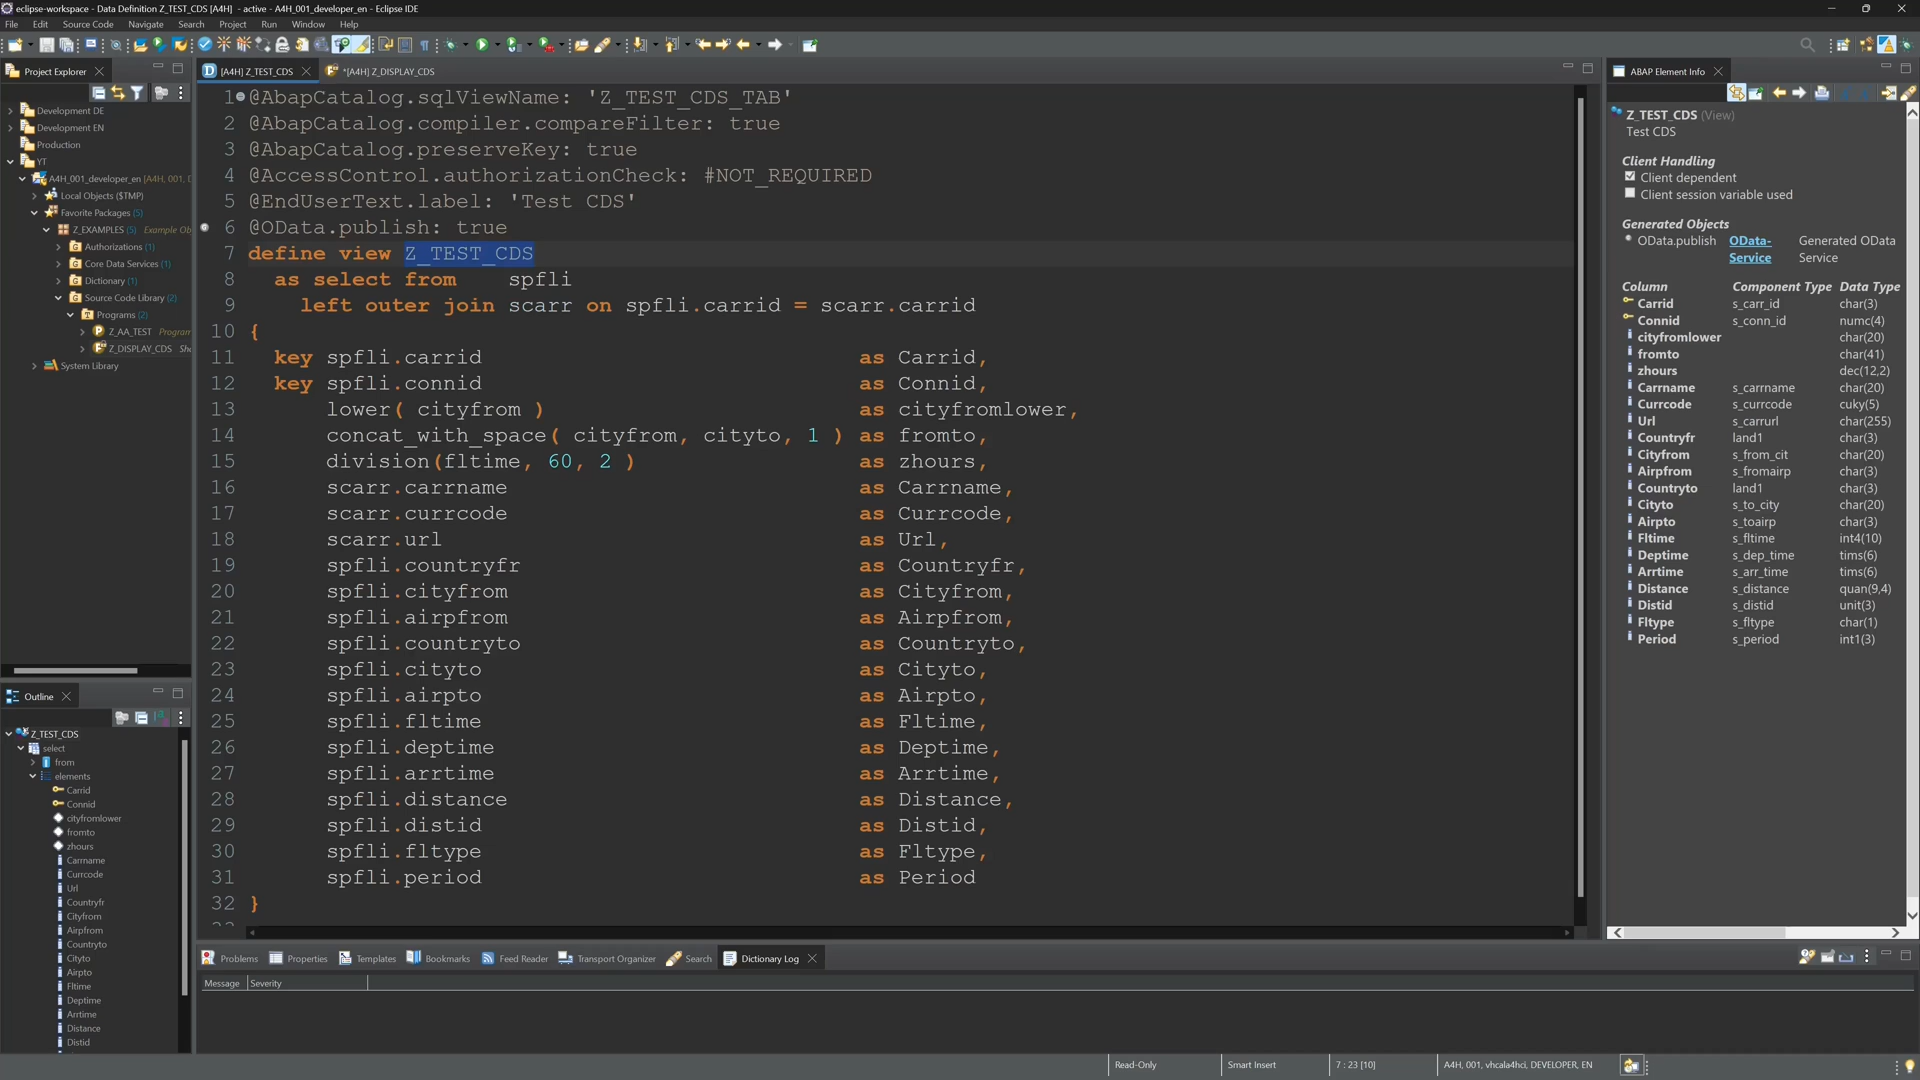 eclipse-workspace - Data Definition Z_TEST_CDS [A4H] - active - A4H_001_developer_en - Eclipse IDE
File Edit Source Code Navigate Search Project Run Window Help
Project Explorer
Development DE
Development EN
Production
YT
A4H_001_developer_en [A4H, 001, D
Local Objects ($TMP)
Favorite Packages (5)
Z_EXAMPLES (5) Example Ob
Authorizations (1)
Core Data Services (1)
Dictionary (1)
Source Code Library (2)
Programs (2)
Z_AA_TEST Program
Z_DISPLAY_CDS Sho
System Library
Outline
Z_TEST_CDS
select
from
elements
Carrid
Connid
cityfromlower
fromto
zhours
Carrname
Currcode
Url
Countryfr
Cityfrom
Airpfrom
Countryto
Cityto
Airpto
Fltime
Deptime
Arrtime
Distance
Distid
[A4H] Z_TEST_CDS *[A4H] Z_DISPLAY_CDS
1 @AbapCatalog.sqlViewName: 'Z_TEST_CDS_TAB'
2 @AbapCatalog.compiler.compareFilter: true
3 @AbapCatalog.preserveKey: true
4 @AccessControl.authorizationCheck: #NOT_REQUIRED
5 @EndUserText.label: 'Test CDS'
6 @OData.publish: true
7 define view Z_TEST_CDS
8 as select from spfli
9 left outer join scarr on spfli.carrid = scarr.carrid
10 {
11 key spfli.carrid as Carrid,
12 key spfli.connid as Connid,
13 lower( cityfrom ) as cityfromlower,
14 concat_with_space( cityfrom, cityto, 1 ) as fromto,
15 division(fltime, 60, 2 ) as zhours,
16 scarr.carrname as Carrname,
17 scarr.currcode as Currcode,
18 scarr.url as Url,
19 spfli.countryfr as Countryfr,
20 spfli.cityfrom as Cityfrom,
21 spfli.airpfrom as Airpfrom,
22 spfli.countryto as Countryto,
23 spfli.cityto as Cityto,
24 spfli.airpto as Airpto,
25 spfli.fltime as Fltime,
26 spfli.deptime as Deptime,
27 spfli.arrtime as Arrtime,
28 spfli.distance as Distance,
29 spfli.distid as Distid,
30 spfli.fltype as Fltype,
31 spfli.period as Period
32 }
ABAP Element Info
Z_TEST_CDS (View)
Test CDS
Client Handling
Client dependent
Client session variable used
Generated Objects
OData.publish OData- Generated OData
Service Service
Column Component Type Data Type
Carrid s_carr_id char(3)
Connid s_conn_id numc(4)
cityfromlower char(20)
fromto char(41)
zhours dec(12,2)
Carrname s_carrname char(20)
Currcode s_currcode cuky(5)
Url s_carrurl char(255)
Countryfr land1 char(3)
Cityfrom s_from_cit char(20)
Airpfrom s_fromairp char(3)
Countryto land1 char(3)
Cityto s_to_city char(20)
Airpto s_toairp char(3)
Fltime s_fltime int4(10)
Deptime s_dep_time tims(6)
Arrtime s_arr_time tims(6)
Distance s_distance quan(9,4)
Distid s_distid unit(3)
Fltype s_fltype char(1)
Period s_period int1(3)
Problems Properties Templates Bookmarks Feed Reader Transport Organizer Search Dictionary Log
Message Severity
Read-Only Smart Insert 7 : 23 [10] A4H, 001, vhcala4hci, DEVELOPER, EN